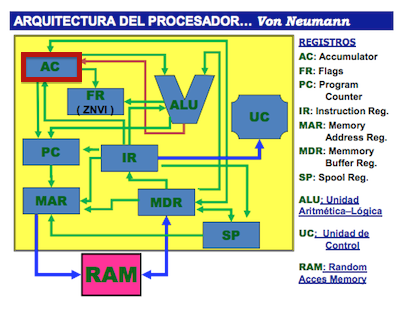 ARQUITECTURA DEL PROCESADOR... Von Neumann
AC
FR
( ZNVI )
ALU
UC
PC
IR
MAR
MDR
SP
RAM
REGISTROS
AC: Accumulator
FR: Flags
PC: Program
Counter
IR: Instruction Reg.
MAR: Memory
Address Reg.
MDR: Memmory
Buffer Reg.
SP: Spool Reg.
ALU: Unidad
Aritmética–Lógica
UC: Unidad de
Control
RAM: Random
Acces Memory